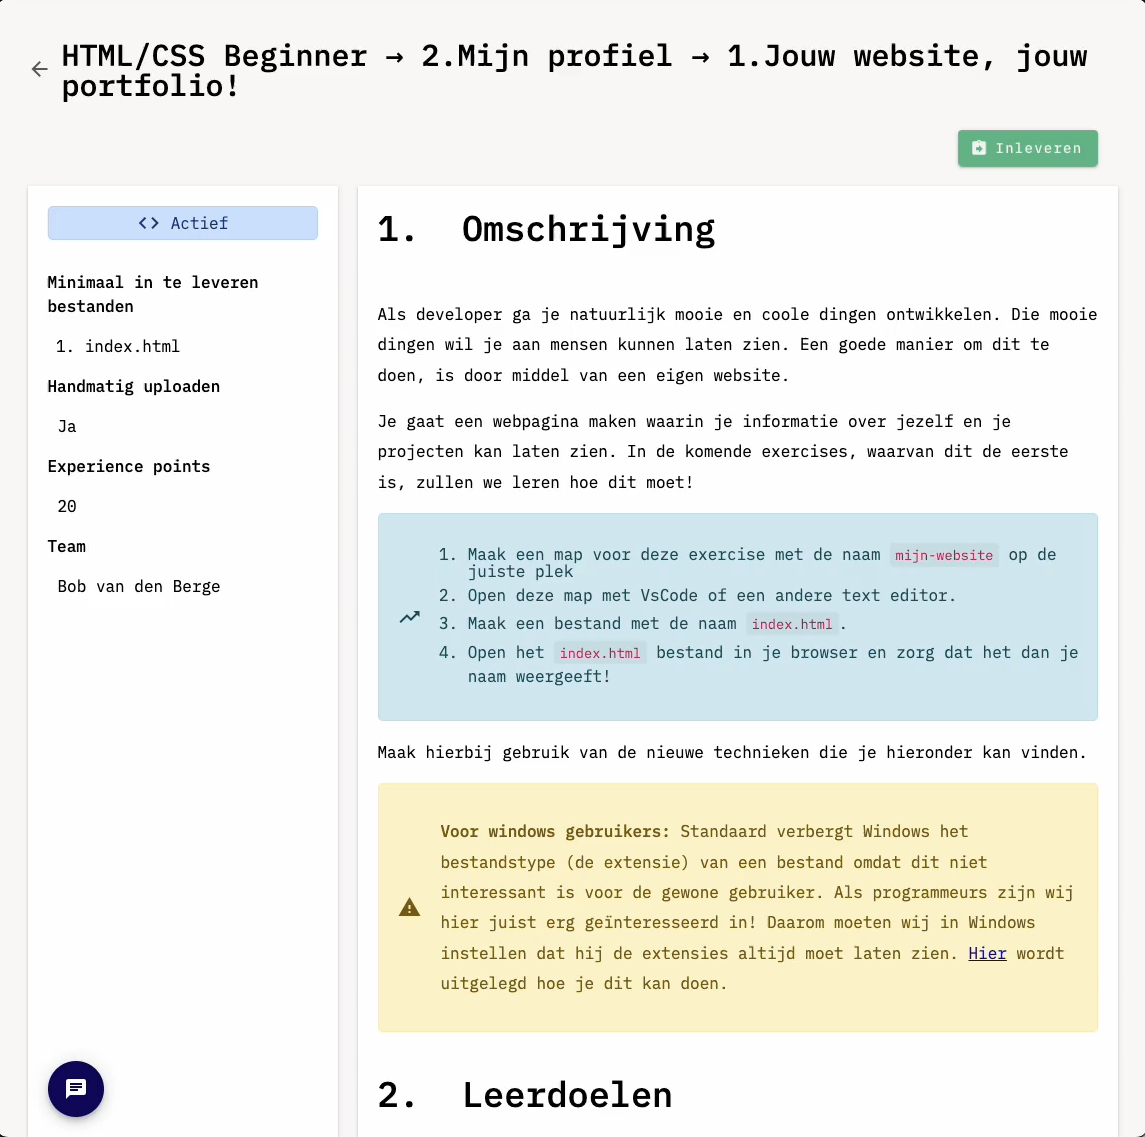 HTML/CSS Beginner → 2.Mijn profiel → 1.Jouw website, jouw
portfolio!
Inleveren
<> Actief
Minimaal in te leveren
bestanden
1. index.html
Handmatig uploaden
Ja
Experience points
20
Team
Bob van den Berge
1. Omschrijving
Als developer ga je natuurlijk mooie en coole dingen ontwikkelen. Die mooie
dingen wil je aan mensen kunnen laten zien. Een goede manier om dit te
doen, is door middel van een eigen website.
Je gaat een webpagina maken waarin je informatie over jezelf en je
projecten kan laten zien. In de komende exercises, waarvan dit de eerste
is, zullen we leren hoe dit moet!
1. Maak een map voor deze exercise met de naam mijn-website op de
juiste plek
2. Open deze map met VsCode of een andere text editor.
3. Maak een bestand met de naam index.html.
4. Open het index.html bestand in je browser en zorg dat het dan je
naam weergeeft!
Maak hierbij gebruik van de nieuwe technieken die je hieronder kan vinden.
Voor windows gebruikers: Standaard verbergt Windows het
bestandstype (de extensie) van een bestand omdat dit niet
interessant is voor de gewone gebruiker. Als programmeurs zijn wij
hier juist erg geïnteresseerd in! Daarom moeten wij in Windows
instellen dat hij de extensies altijd moet laten zien. Hier wordt
uitgelegd hoe je dit kan doen.
2. Leerdoelen